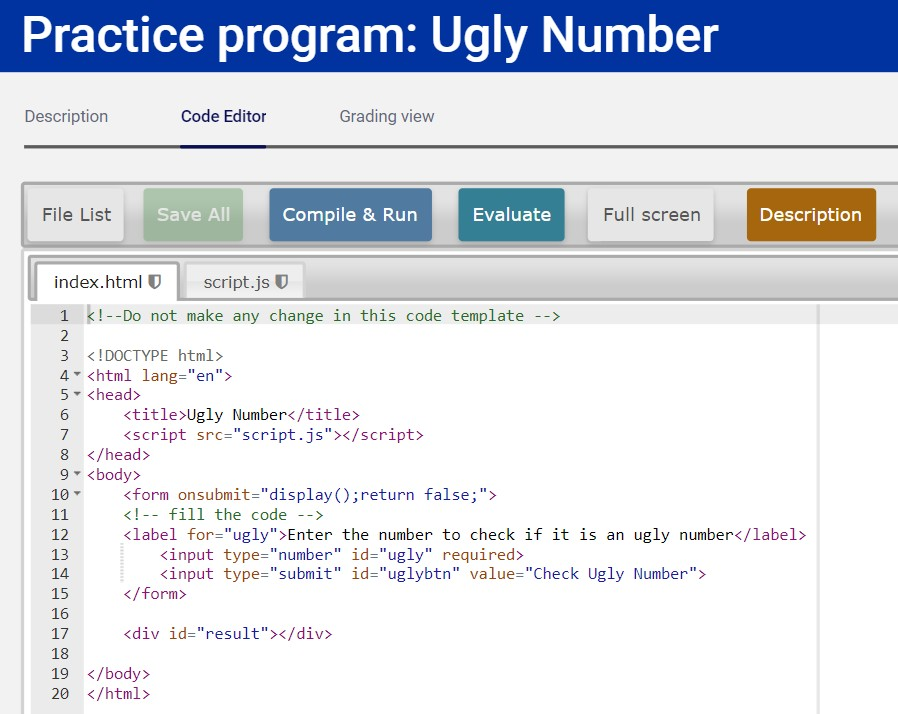 Practice program: Ugly Number
Description Code Editor Grading view
File List Save All Compile & Run Evaluate Full screen Description
index.html script.js
1 <!--Do not make any change in this code template -->
2
3 <!DOCTYPE html>
4 <html lang="en">
5 <head>
6     <title>Ugly Number</title>
7     <script src="script.js"></script>
8 </head>
9 <body>
10     <form onsubmit="display();return false;">
11     <!-- fill the code -->
12     <label for="ugly">Enter the number to check if it is an ugly number</label>
13         <input type="number" id="ugly" required>
14         <input type="submit" id="uglybtn" value="Check Ugly Number">
15     </form>
16
17     <div id="result"></div>
18
19 </body>
20 </html>